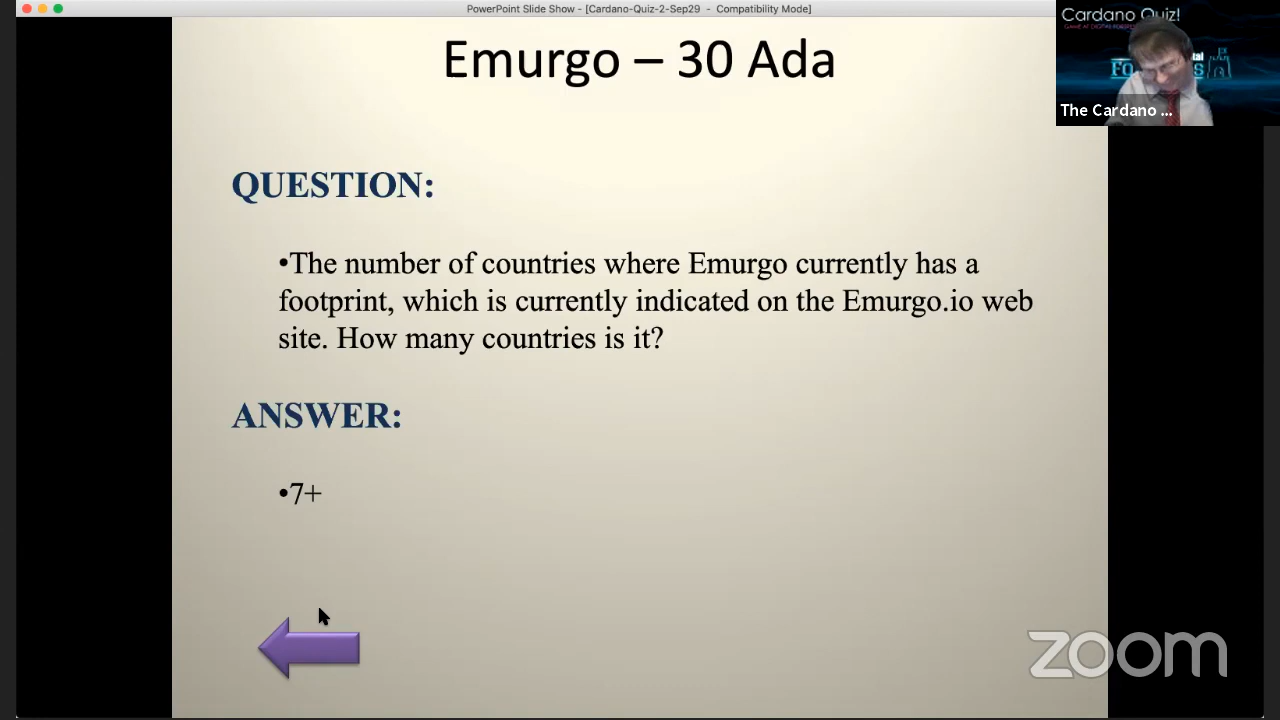 PowerPoint Slide Show - [Cardano-Quiz-2-Sep29 - Compatibility Mode]
Cardano Quiz!
The Cardano ...
Emurgo – 30 Ada
QUESTION:
•The number of countries where Emurgo currently has a
footprint, which is currently indicated on the Emurgo.io web
site. How many countries is it?
ANSWER:
•7+
zoom